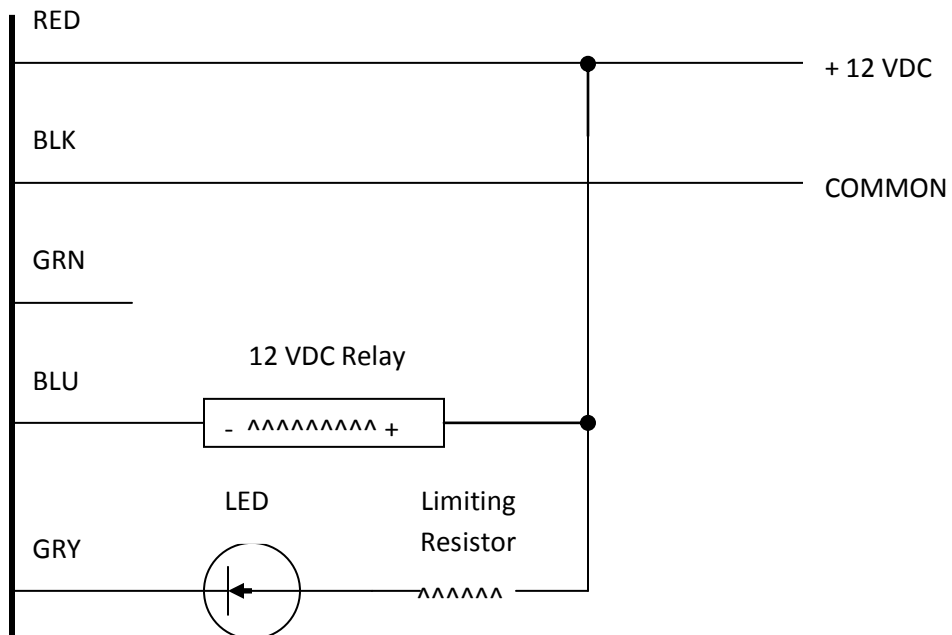 RED
+ 12 VDC
BLK
COMMON
GRN
12 VDC Relay
BLU
- ^^^^^^^^^ +
LED
Limiting
Resistor
GRY
^^^^^^